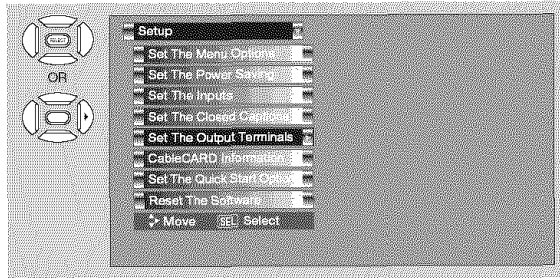 SELECT
OR
Setup
Set The Menu Options
Set The Power Saving
Set The Inputs
Set The Closed Captions
Set The Output Terminals
CableCARD Information
Set The Quick Start Option
Reset The Software
Move SEL Select